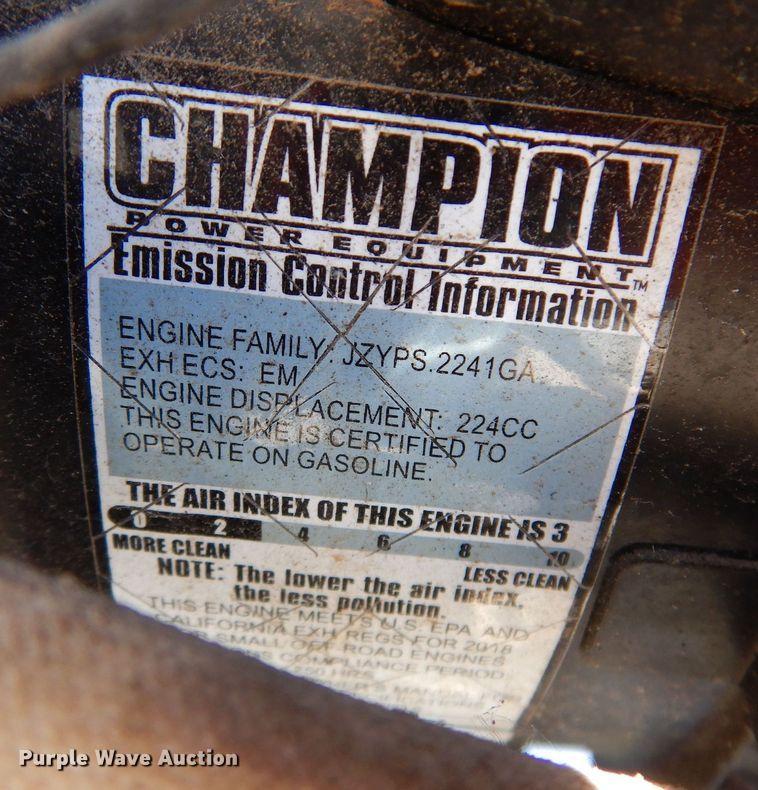 CHAMPION
POWER EQUIPMENT™
Emission Control Information
ENGINE FAMILY: JZYPS.2241GA
EXH ECS: EM
ENGINE DISPLACEMENT: 224CC
THIS ENGINE IS CERTIFIED TO
OPERATE ON GASOLINE.
THE AIR INDEX OF THIS ENGINE IS 3
0 2 4 6 8 10
MORE CLEAN LESS CLEAN
NOTE: The lower the air index,
the less pollution.
THIS ENGINE MEETS U.S. EPA AND
CALIFORNIA EXH REGS FOR 2018
SMALL OFF ROAD ENGINES
COMPLIANCE PERIOD
HRS
Purple Wave Auction